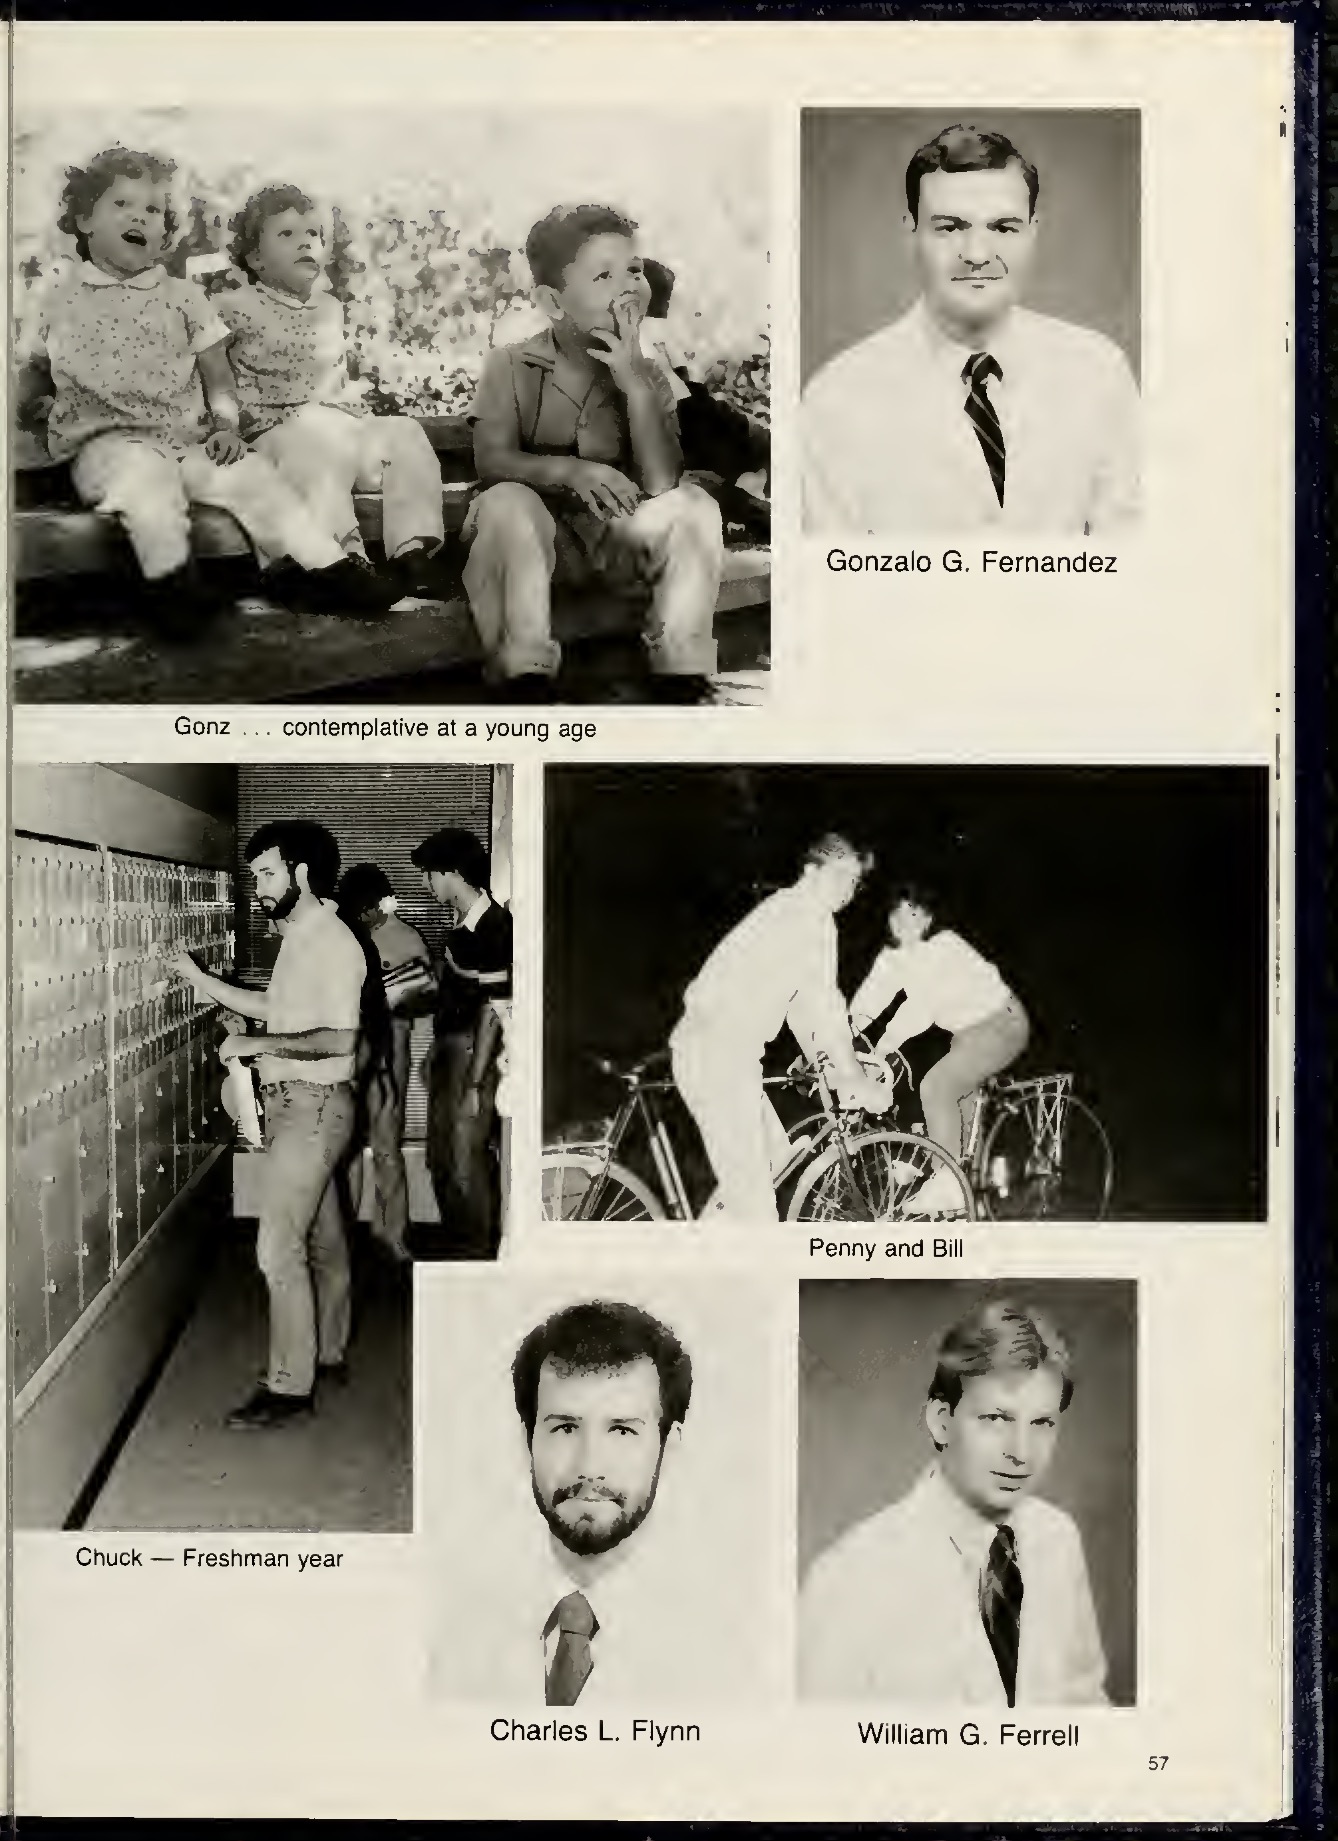 Gonzalo G. Fernandez
Gonz ... contemplative at a young age
Penny and Bill
Chuck — Freshman year
Charles L. Flynn
William G. Ferrell
57